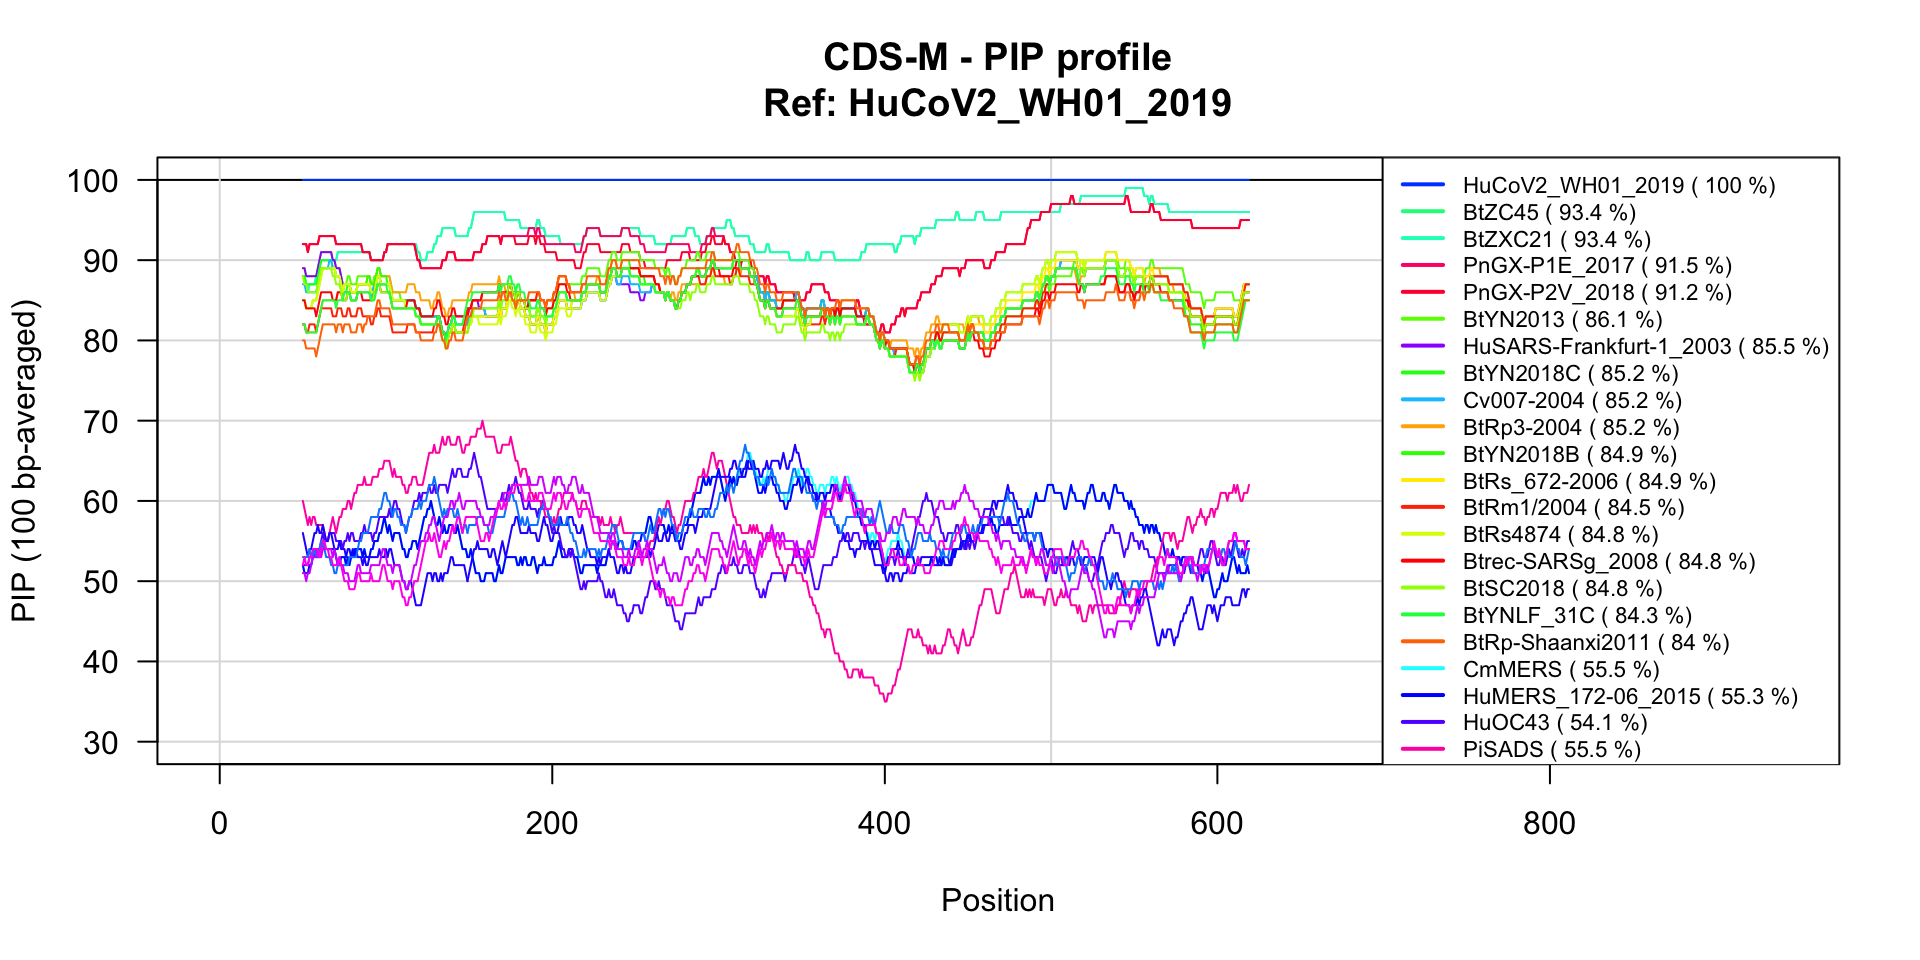 CDS-M - PIP profile
Ref: HuCoV2_WH01_2019
PIP (100 bp-averaged)
100
90
80
70
60
50
40
30
0
200
400
600
800
Position
HuCoV2_WH01_2019 ( 100 %)
BtZC45 ( 93.4 %)
BtZXC21 ( 93.4 %)
PnGX-P1E_2017 ( 91.5 %)
PnGX-P2V_2018 ( 91.2 %)
BtYN2013 ( 86.1 %)
HuSARS-Frankfurt-1_2003 ( 85.5 %)
BtYN2018C ( 85.2 %)
Cv007-2004 ( 85.2 %)
BtRp3-2004 ( 85.2 %)
BtYN2018B ( 84.9 %)
BtRs_672-2006 ( 84.9 %)
BtRm1/2004 ( 84.5 %)
BtRs4874 ( 84.8 %)
Btrec-SARSg_2008 ( 84.8 %)
BtSC2018 ( 84.8 %)
BtYNLF_31C ( 84.3 %)
BtRp-Shaanxi2011 ( 84 %)
CmMERS ( 55.5 %)
HuMERS_172-06_2015 ( 55.3 %)
HuOC43 ( 54.1 %)
PiSADS ( 55.5 %)